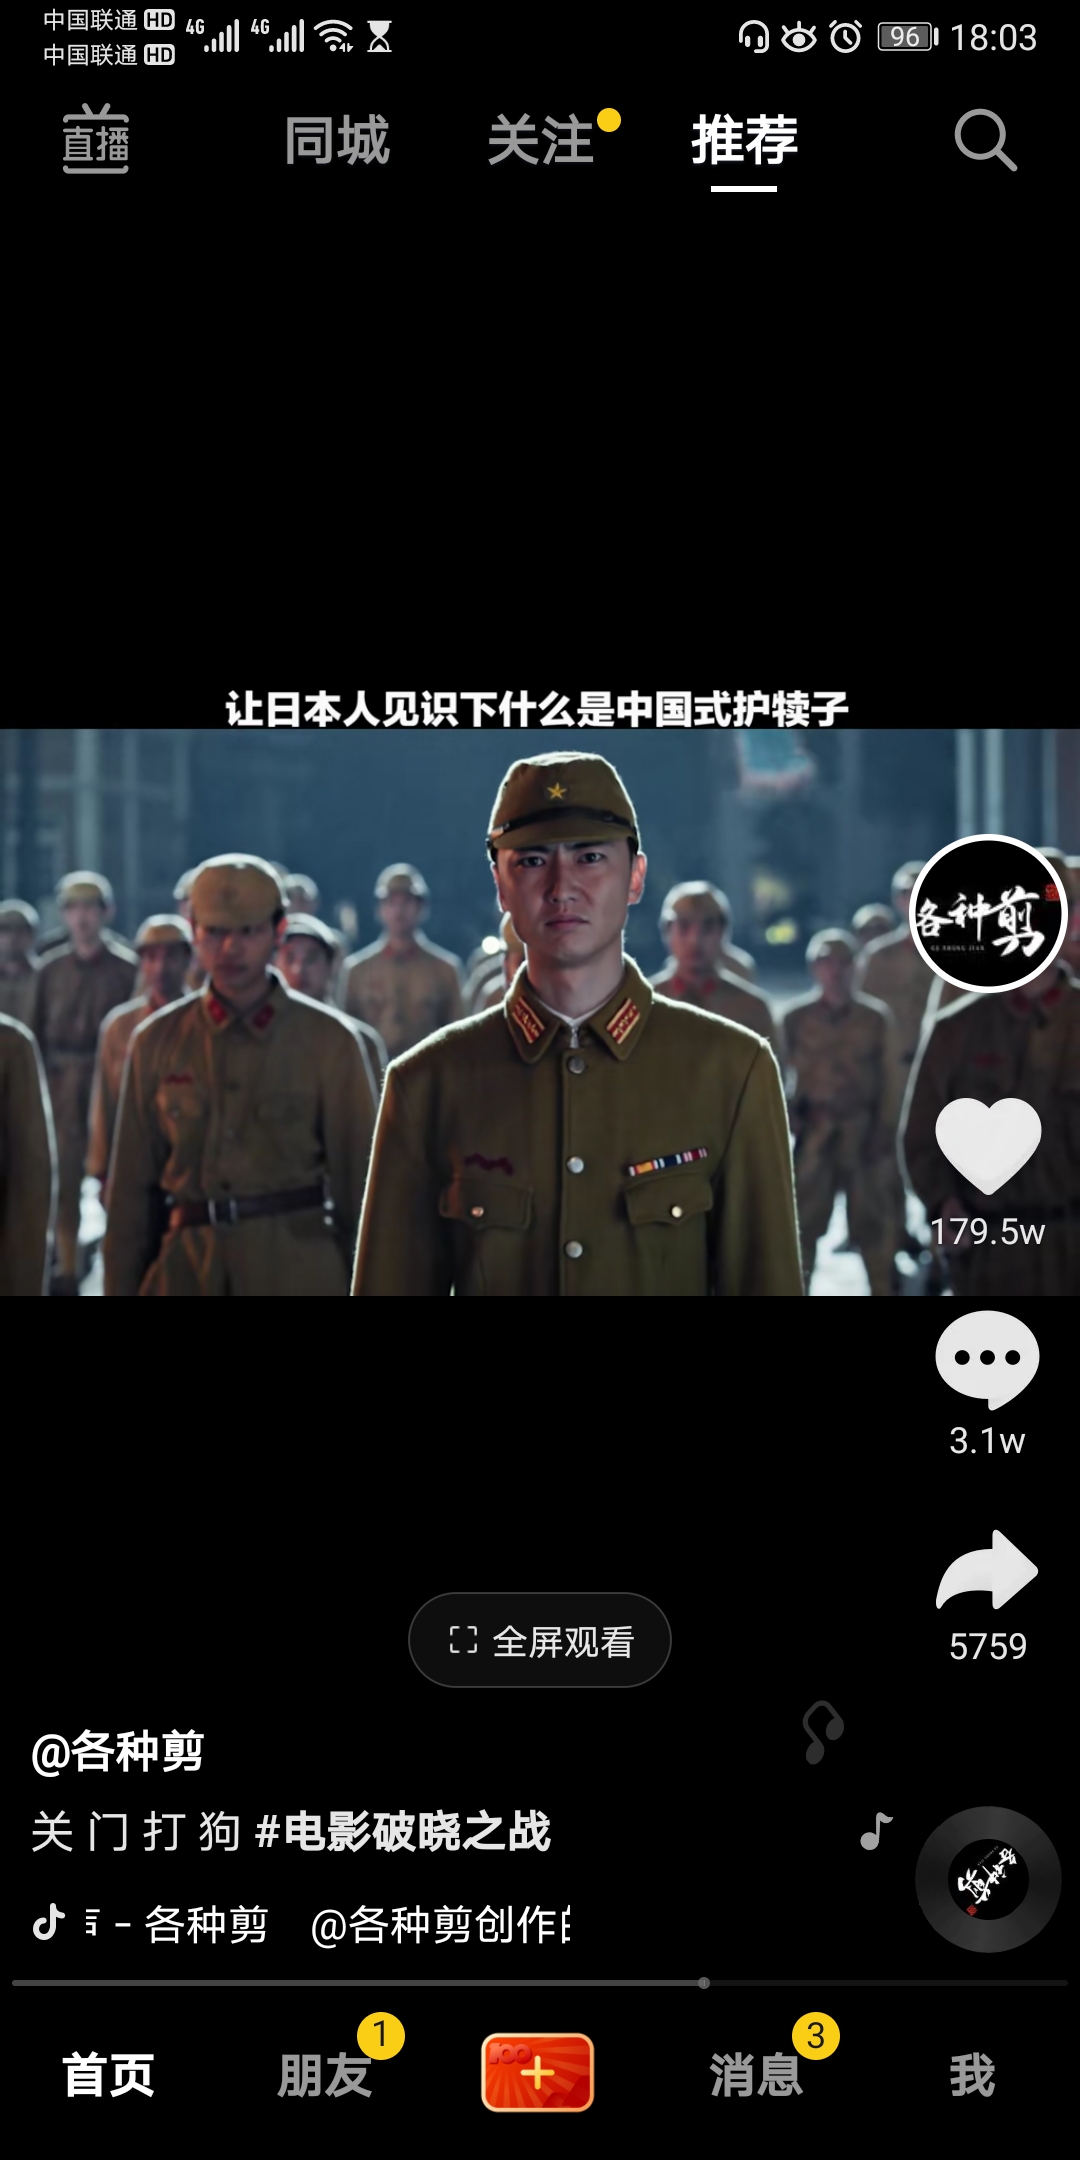 中国联通 HD 4G 4G 96 18:03
中国联通 HD
直播 同城 关注 推荐
让日本人见识下什么是中国式护犊子
各种剪
179.5w
3.1w
5759
全屏观看
@各种剪
关门打狗 #电影破晓之战
- 各种剪 @各种剪创作
首页 朋友 1 100 消息 3 我